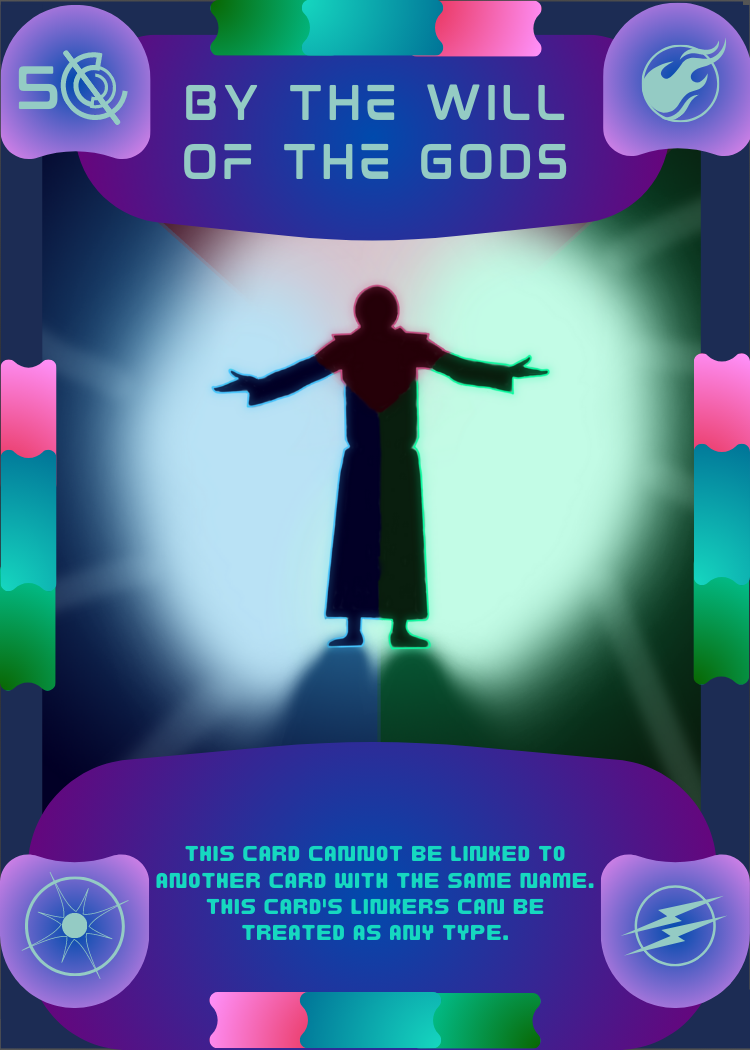 5
BY THE WILL
OF THE GODS
THIS CARD CANNOT BE LINKED TO
ANOTHER CARD WITH THE SAME NAME.
THIS CARD'S LINKERS CAN BE
TREATED AS ANY TYPE.